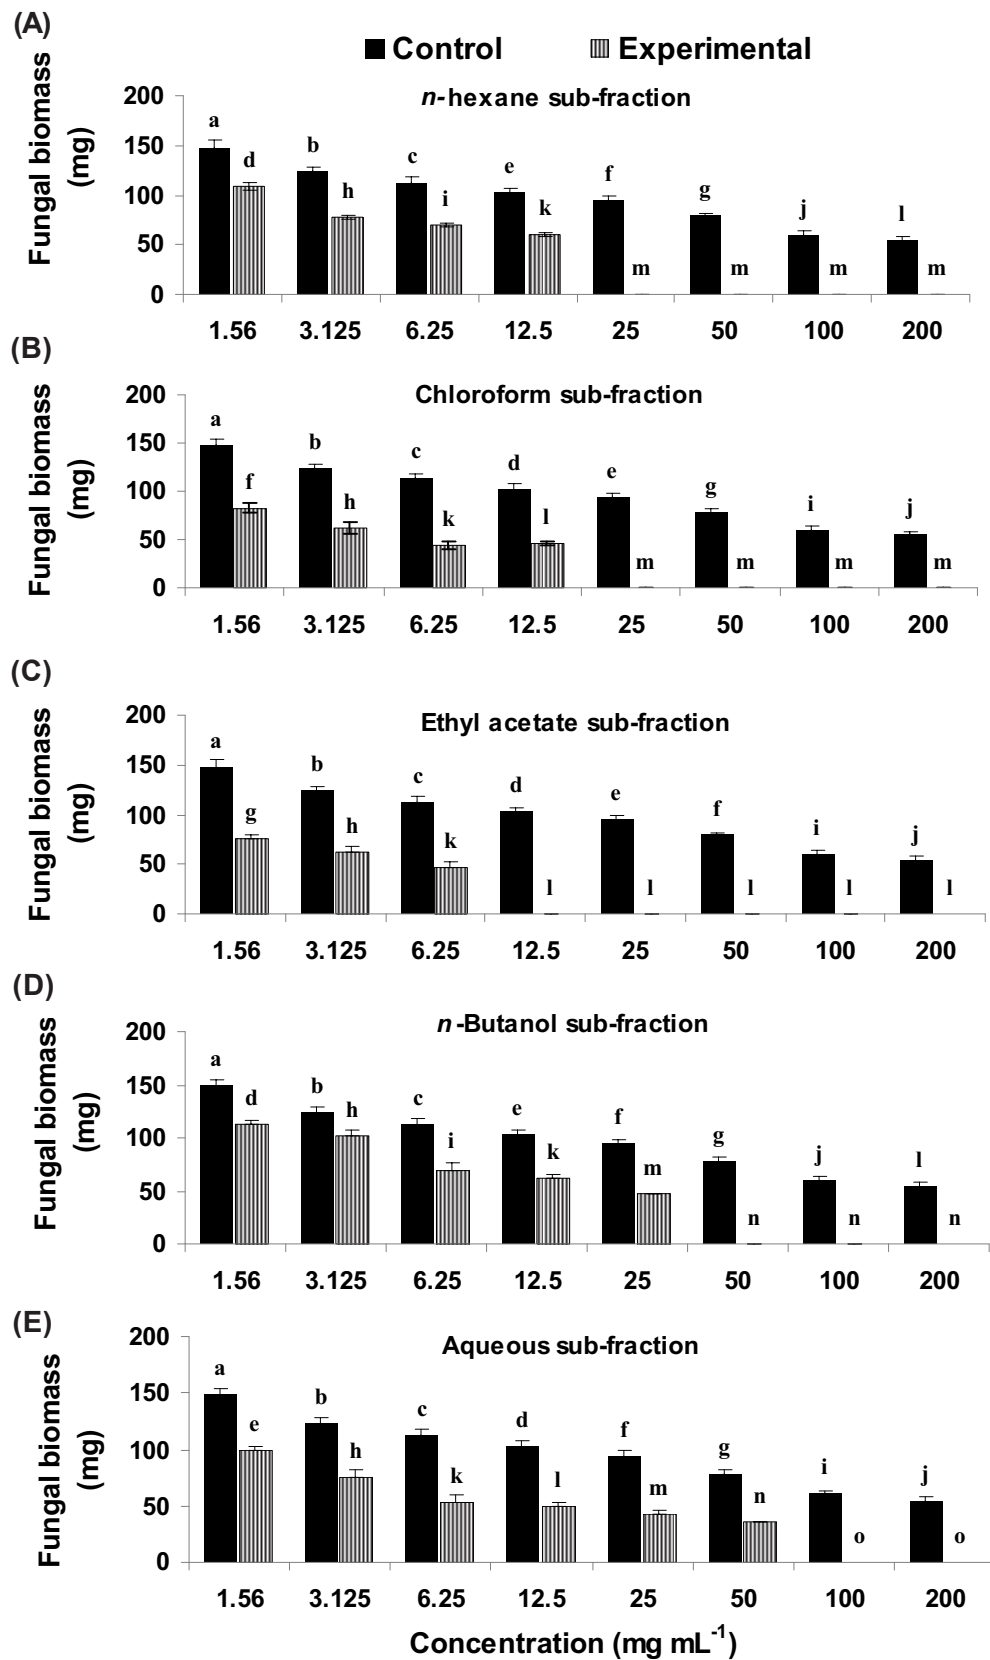 (A)
Control Experimental
n-hexane sub-fraction
Fungal biomass
(mg)
200
150
100
50
0
a d b h c i e k f m g m j m l m
1.56 3.125 6.25 12.5 25 50 100 200
(B)
Chloroform sub-fraction
Fungal biomass
(mg)
200
150
100
50
0
a f b h c k d l e m g m i m j m
1.56 3.125 6.25 12.5 25 50 100 200
(C)
Ethyl acetate sub-fraction
Fungal biomass
(mg)
200
150
100
50
0
a g b h c k d l e l f l i l j l
1.56 3.125 6.25 12.5 25 50 100 200
(D)
n-Butanol sub-fraction
Fungal biomass
(mg)
200
150
100
50
0
a d b h c i e k f m g n j n l n
1.56 3.125 6.25 12.5 25 50 100 200
(E)
Aqueous sub-fraction
Fungal biomass
(mg)
200
150
100
50
0
a e b h c k d l f m g n i o j o
1.56 3.125 6.25 12.5 25 50 100 200
Concentration (mg mL⁻¹)